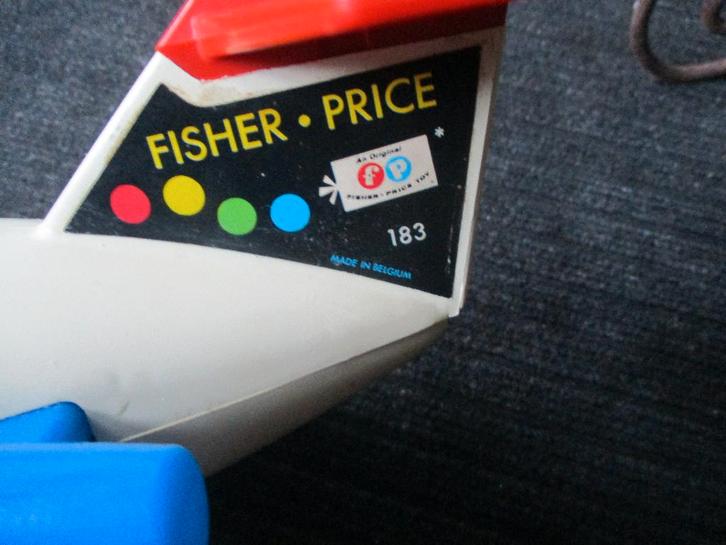 FISHER • PRICE
An Original
fp
FISHER-PRICE TOY
183
MADE IN BELGIUM